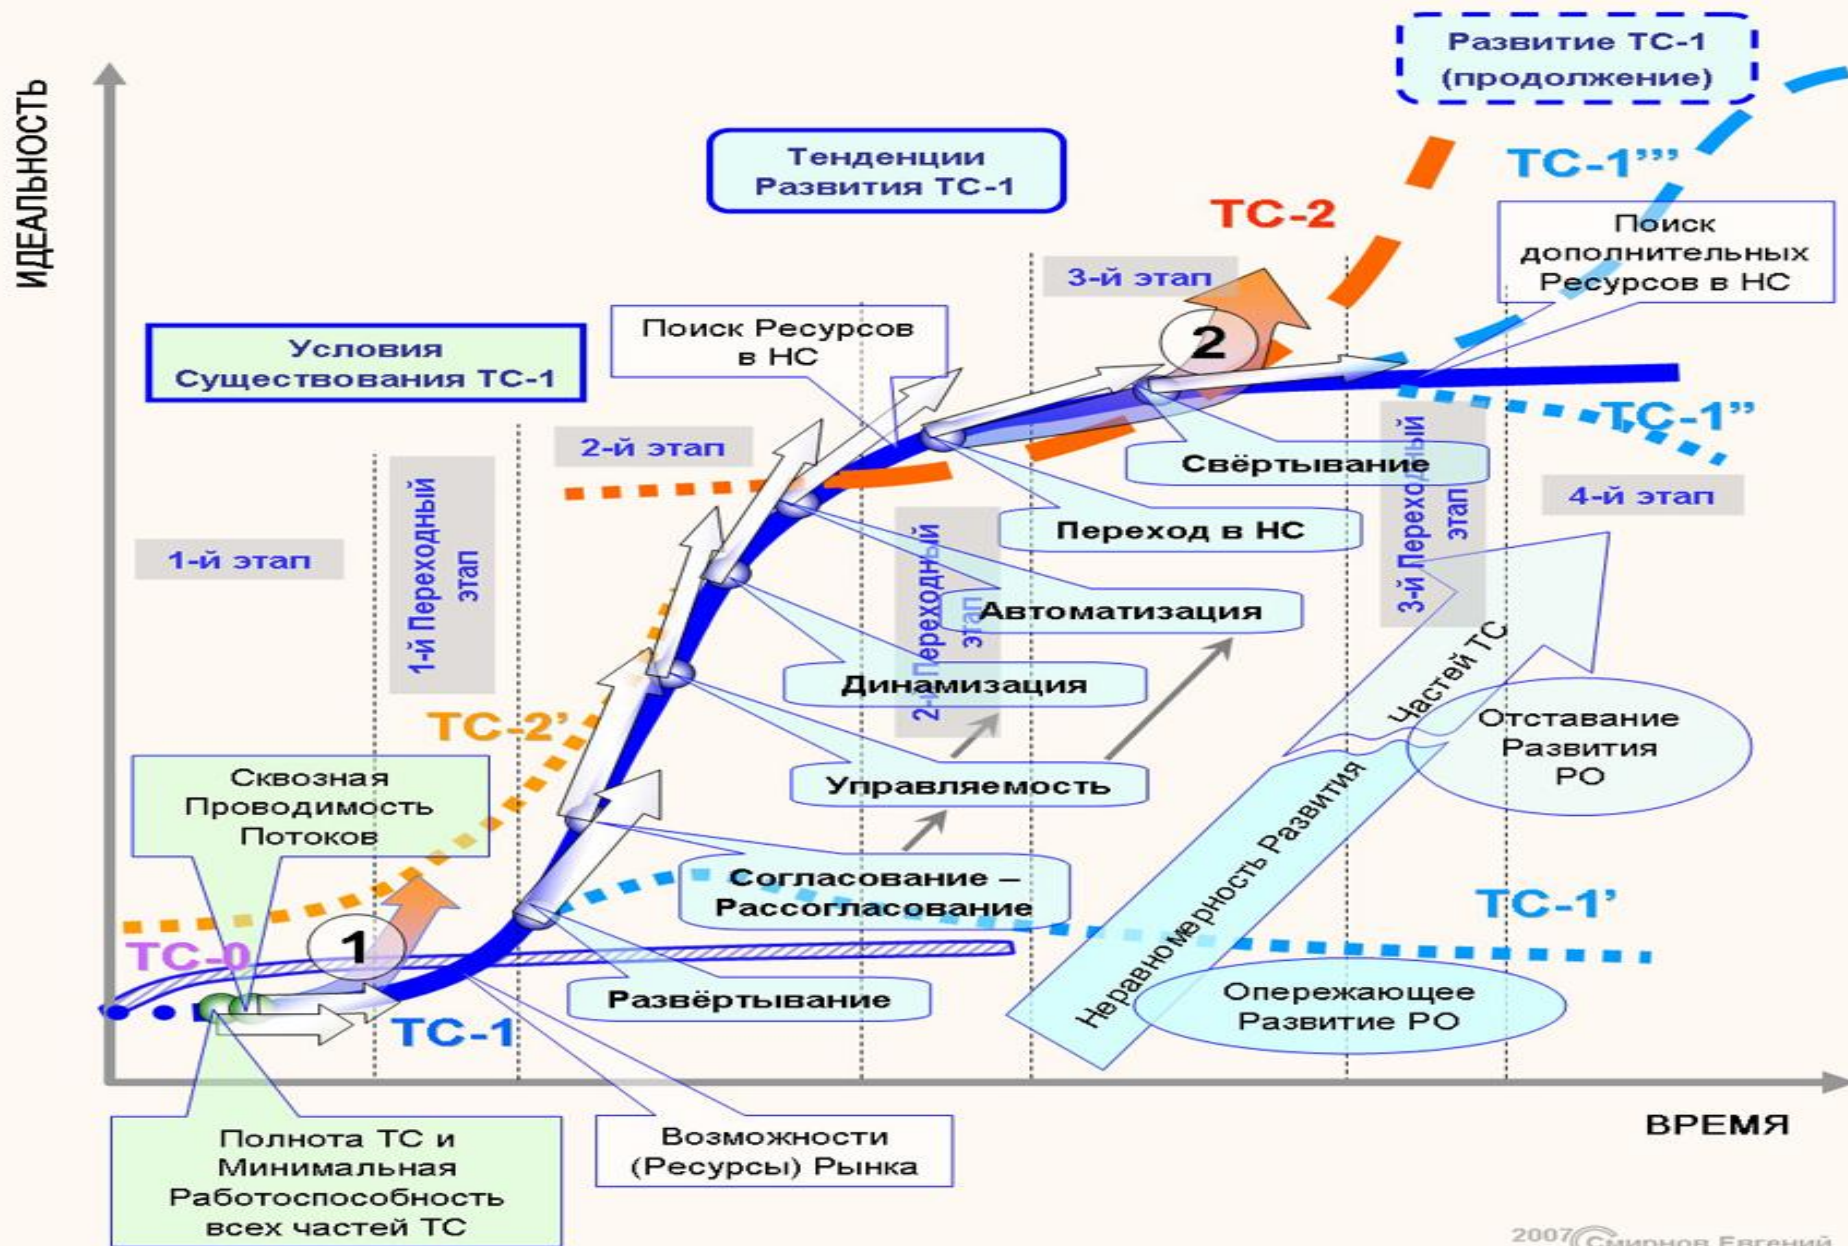 Развитие ТС-1
(продолжение)
ИДЕАЛЬНОСТЬ
Тенденции
Развития ТС-1
ТС-1’’’
ТС-2
Поиск
дополнительных
Ресурсов в НС
3-й этап
Поиск Ресурсов
в НС
2
Условия
Существования ТС-1
ТС-1”
2-й этап
Свёртывание
4-й этап
1-й этап
1-й Переходный
этап
Переход в НС
2-й Переходный
этап
3-й Переходный
этап
Автоматизация
Динамизация
ТС-2’
Частей ТС
Отставание
Развития
РО
Сквозная
Проводимость
Потоков
Управляемость
Неравномерность Развития
Согласование –
Рассогласование
ТС-1’
1
ТС-0
Развёртывание
Опережающее
Развитие РО
ТС-1
ВРЕМЯ
Полнота ТС и
Минимальная
Работоспособность
всех частей ТС
Возможности
(Ресурсы) Рынка
2007 © Смирнов Евгений